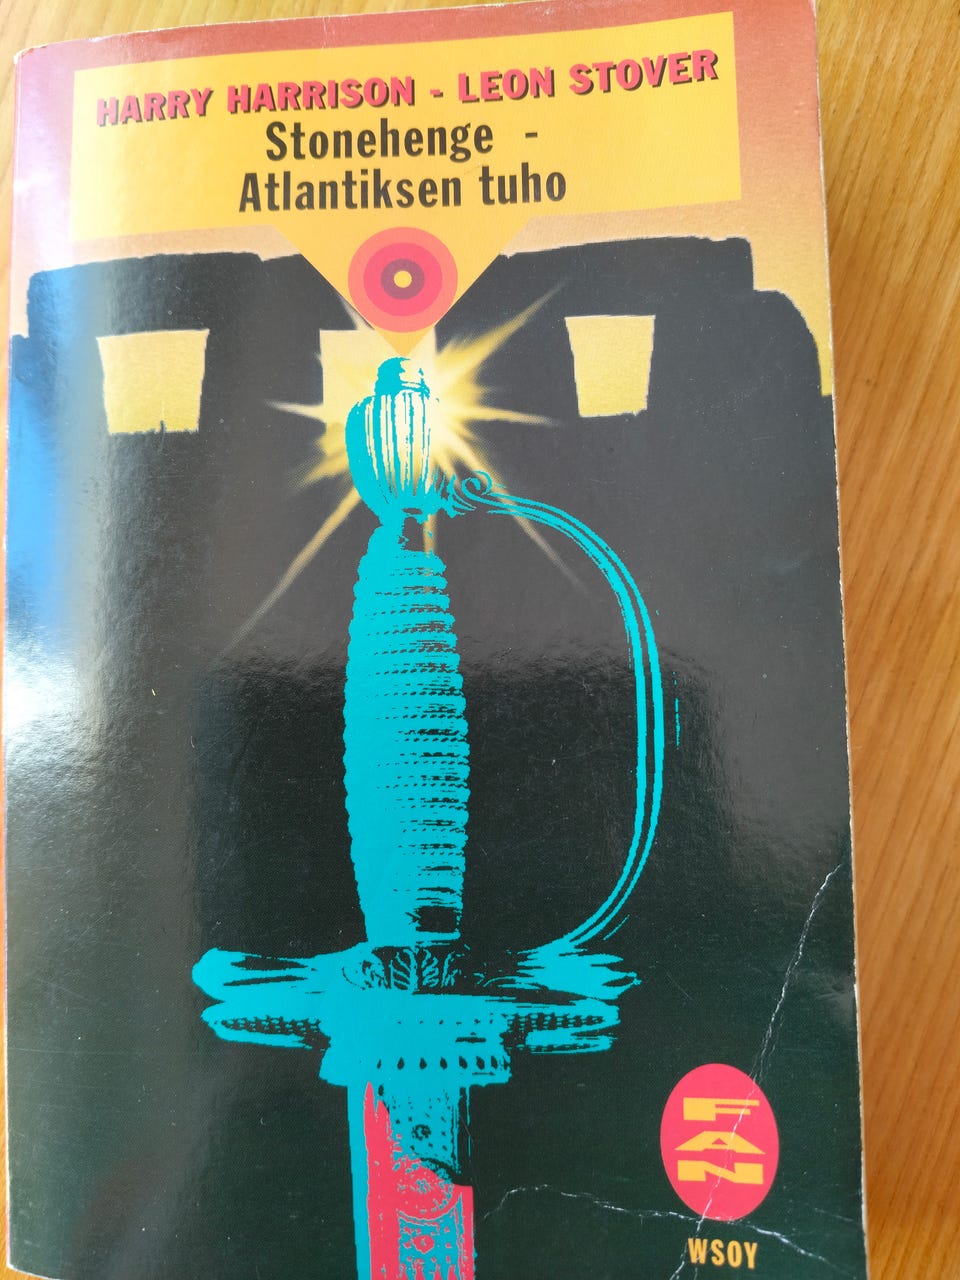 HARRY HARRISON - LEON STOVER
Stonehenge -
Atlantiksen tuho
FAN
WSOY